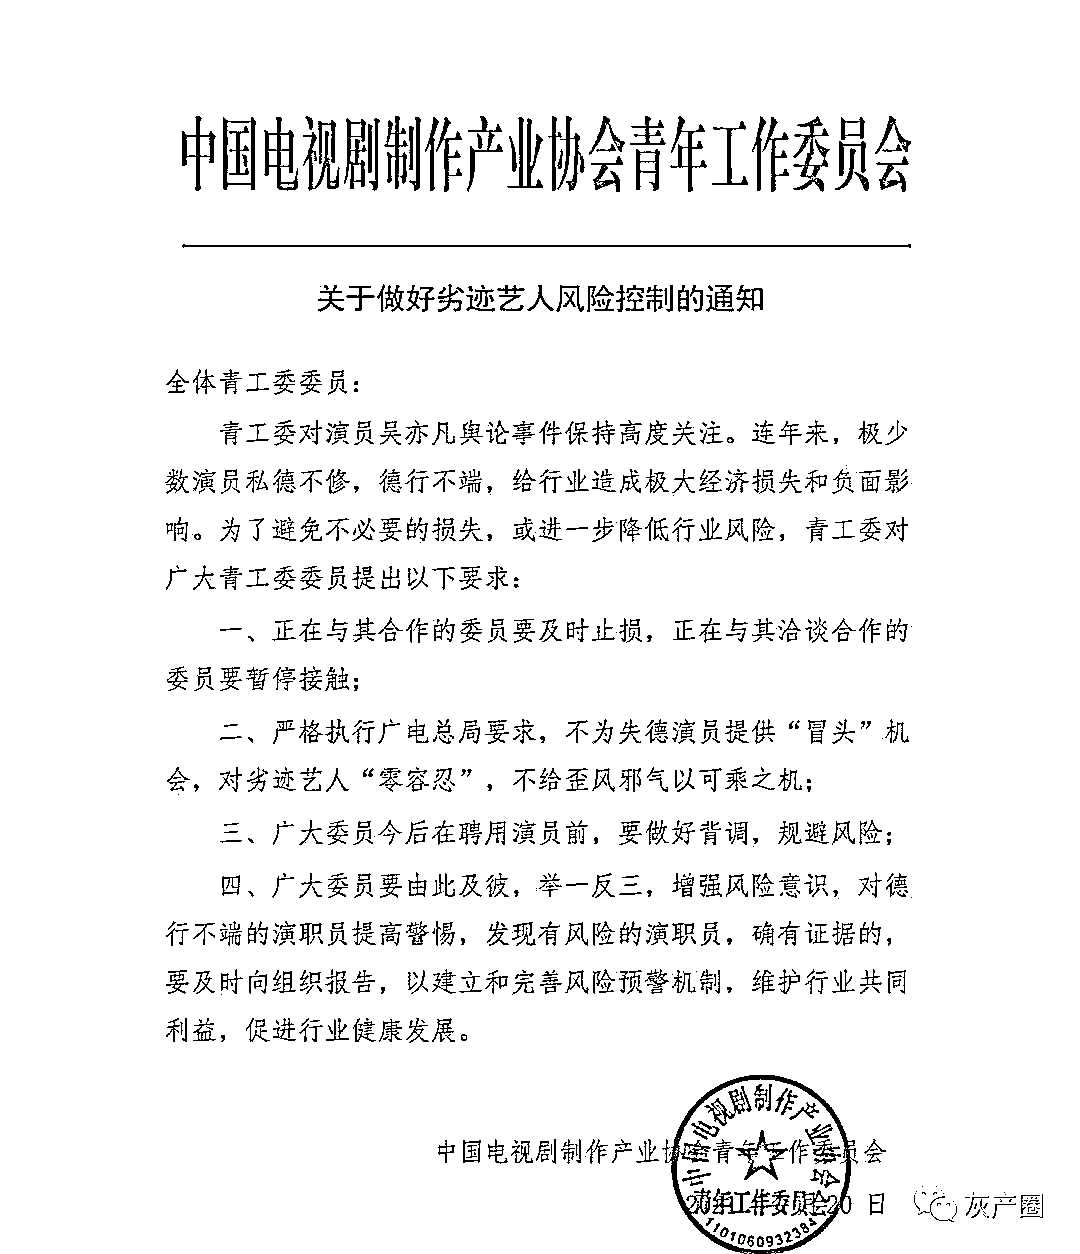 中国电视剧制作产业协会青年工作委员会
关于做好劣迹艺人风险控制的通知
全体青工委委员:
青工委对演员吴亦凡舆论事件保持高度关注。连年来,极少
数演员私德不修,德行不端,给行业造成极大经济损失和负面影
响。为了避免不必要的损失,或进一步降低行业风险,青工委对
广大青工委委员提出以下要求:
一、正在与其合作的委员要及时止损,正在与其洽谈合作的
委员要暂停接触;
二、严格执行广电总局要求,不为失德演员提供“冒头”机
会,对劣迹艺人“零容忍”,不给歪风邪气以可乘之机;
三、广大委员今后在聘用演员前,要做好背调,规避风险;
四、广大委员要由此及彼,举一反三,增强风险意识,对德
行不端的演职员提高警惕,发现有风险的演职员,确有证据的,
要及时向组织报告,以建立和完善风险预警机制,维护行业共同
利益,促进行业健康发展。
中国电视剧制作产业协会青年工作委员会
20 日
中国电视剧制作产业协会
青年工作委员会
1101060932384
灰产圈